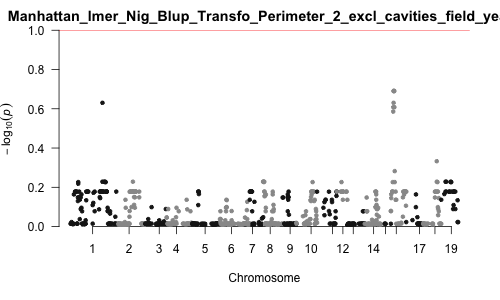 Manhattan_lmer_Nig_Blup_Transfo_Perimeter_2_excl_cavities_field_ye
1.0
0.8
0.6
0.4
0.2
0.0
− log10(p)
1 2 3 4 5 6 7 8 9 10 12 14 17 19
Chromosome